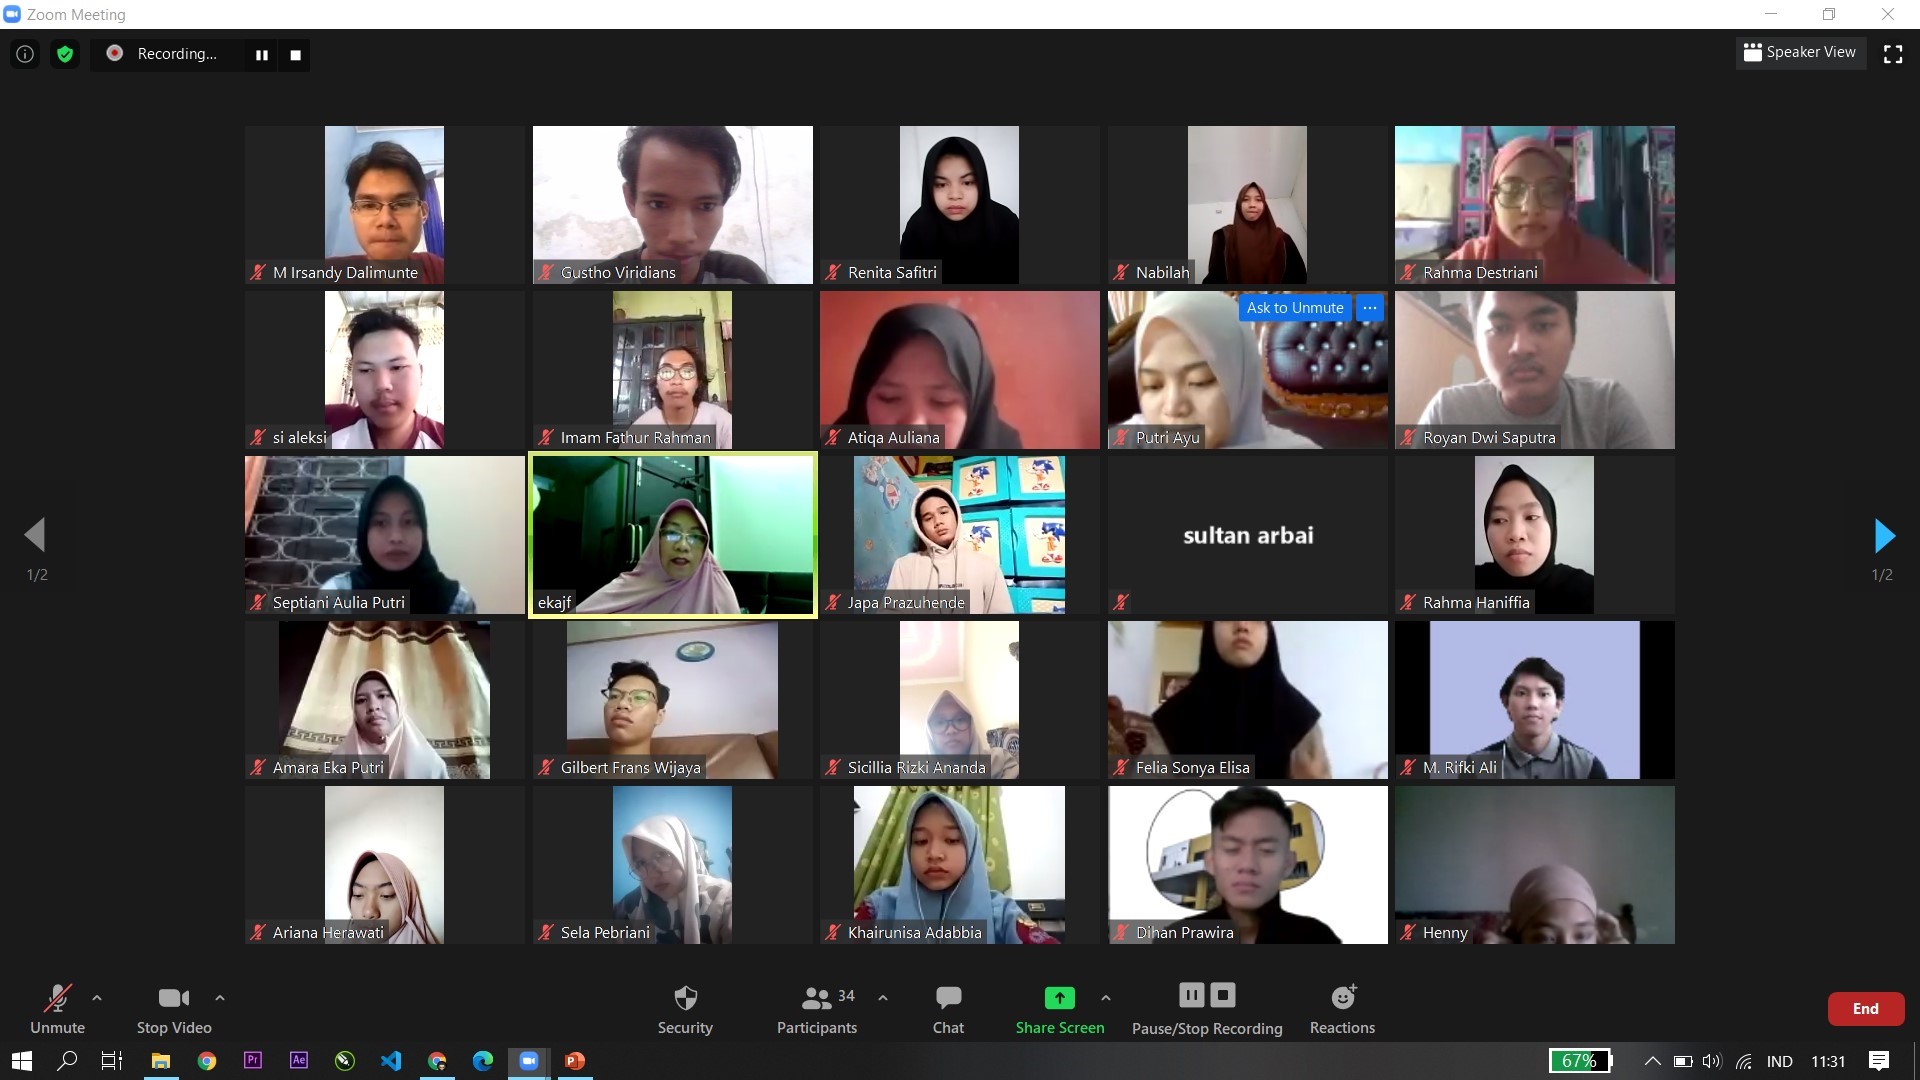 Zoom Meeting
Recording...
Speaker View
M Irsandy Dalimunte
Gustho Viridians
Renita Safitri
Nabilah
Rahma Destriani
Ask to Unmute
si aleksi
Imam Fathur Rahman
Atiqa Auliana
Putri Ayu
Royan Dwi Saputra
sultan arbai
Septiani Aulia Putri
ekajf
Japa Prazuhende
Rahma Haniffia
1/2
1/2
Amara Eka Putri
Gilbert Frans Wijaya
Sicillia Rizki Ananda
Felia Sonya Elisa
M. Rifki Ali
Ariana Herawati
Sela Pebriani
Khairunisa Adabbia
Dihan Prawira
Henny
34
Unmute
Stop Video
Security
Participants
Chat
Share Screen
Pause/Stop Recording
Reactions
End
Pr
Ae
P
67%
IND
11:31